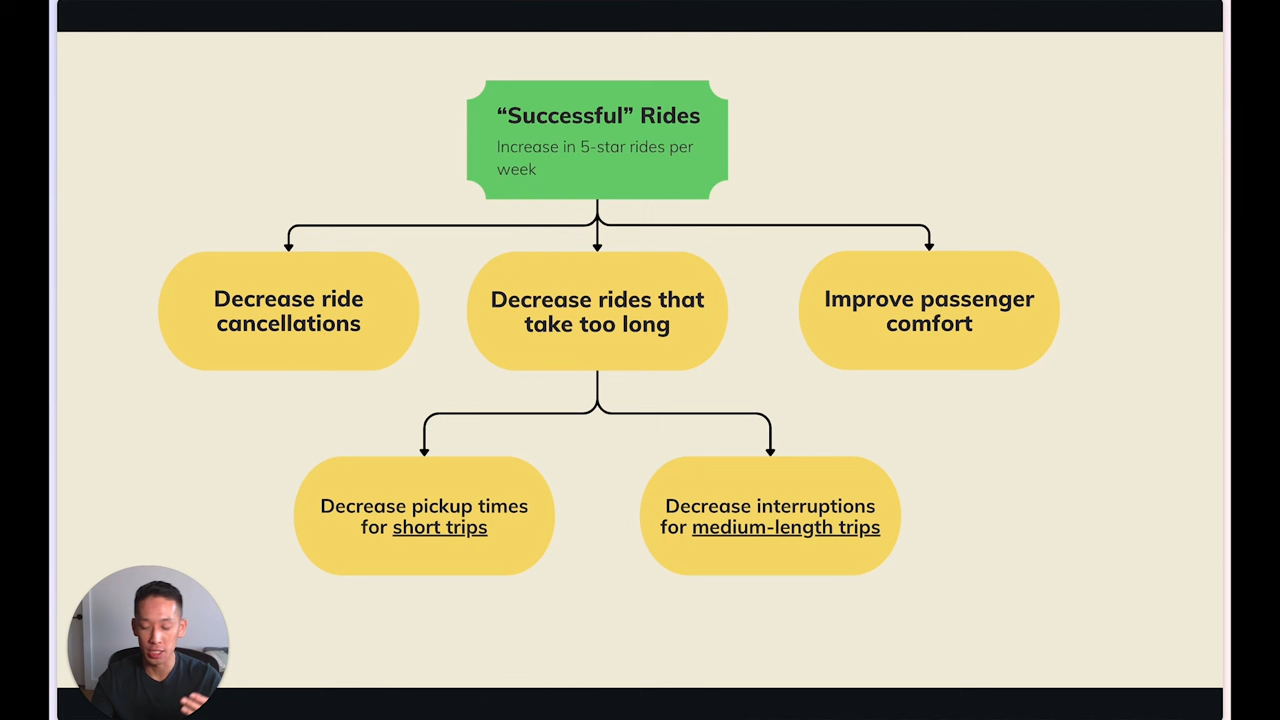 “Successful” Rides
Increase in 5-star rides per
week
Decrease ride
cancellations
Decrease rides that
take too long
Improve passenger
comfort
Decrease pickup times
for short trips
Decrease interruptions
for medium-length trips